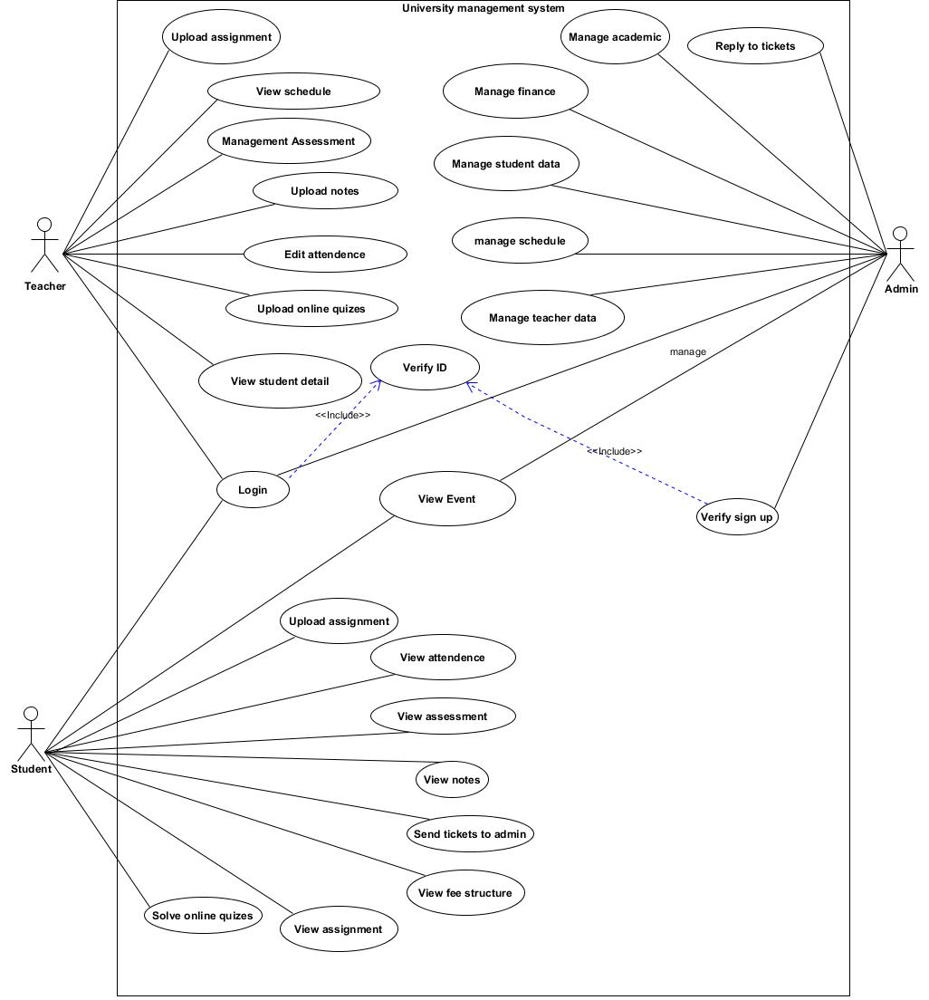 University management system
Upload assignment
Manage academic
Reply to tickets
View schedule
Manage finance
Management Assessment
Manage student data
Upload notes
manage schedule
Edit attendence
Teacher
Admin
Upload online quizes
Manage teacher data
manage
Verify ID
View student detail
<<Include>>
<<Include>>
Login
View Event
Verify sign up
Upload assignment
View attendence
View assessment
Student
View notes
Send tickets to admin
View fee structure
Solve online quizes
View assignment